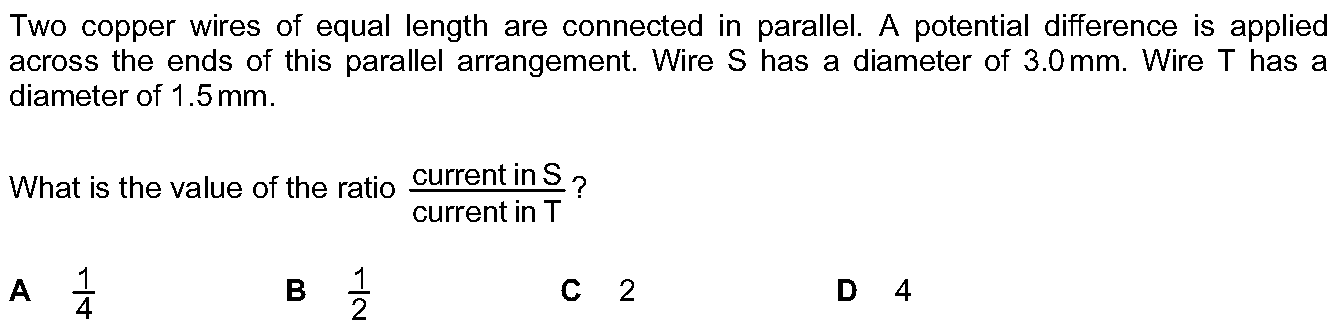 Two copper wires of equal length are connected in parallel. A potential difference is applied
across the ends of this parallel arrangement. Wire S has a diameter of 3.0 mm. Wire T has a
diameter of 1.5 mm.
What is the value of the ratio current in S / current in T ?
A 1/4 B 1/2 C 2 D 4